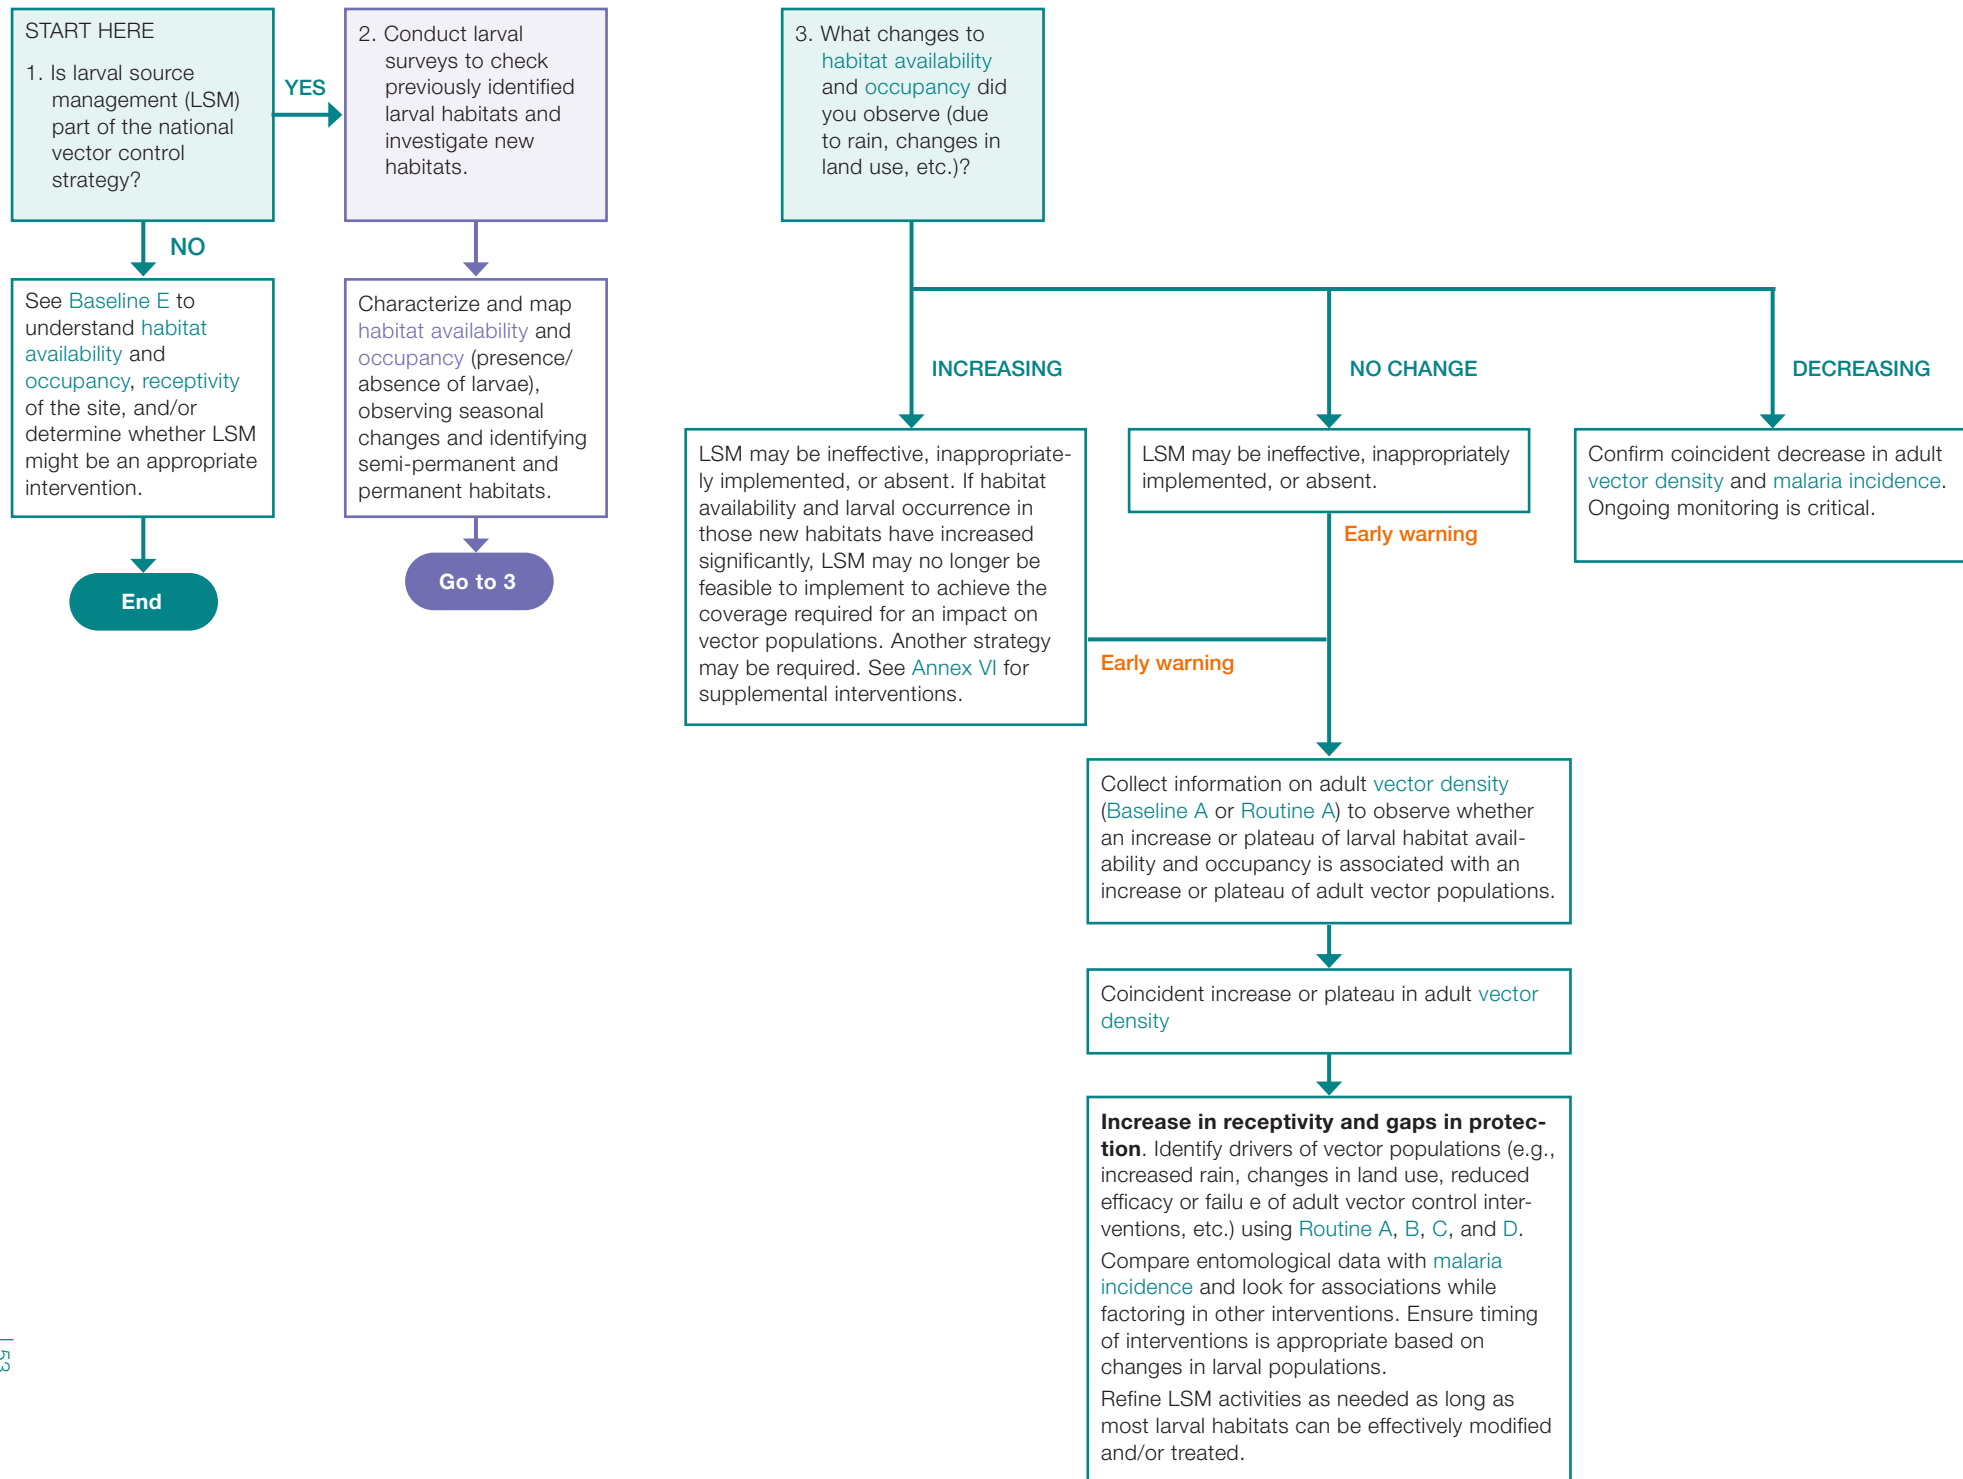 START HERE
1. Is larval source
management (LSM)
part of the national
vector control
strategy?
YES
NO
See Baseline E to
understand habitat
availability and
occupancy, receptivity
of the site, and/or
determine whether LSM
might be an appropriate
intervention.
End
2. Conduct larval
surveys to check
previously identified
larval habitats and
investigate new
habitats.
Characterize and map
habitat availability and
occupancy (presence/
absence of larvae),
observing seasonal
changes and identifying
semi-permanent and
permanent habitats.
Go to 3
3. What changes to
habitat availability
and occupancy did
you observe (due
to rain, changes in
land use, etc.)?
INCREASING
NO CHANGE
DECREASING
LSM may be ineffective, inappropriate-
ly implemented, or absent. If habitat
availability and larval occurrence in
those new habitats have increased
significantly, LSM may no longer be
feasible to implement to achieve the
coverage required for an impact on
vector populations. Another strategy
may be required. See Annex VI for
supplemental interventions.
Early warning
LSM may be ineffective, inappropriately
implemented, or absent.
Early warning
Confirm coincident decrease in adult
vector density and malaria incidence.
Ongoing monitoring is critical.
Collect information on adult vector density
(Baseline A or Routine A) to observe whether
an increase or plateau of larval habitat avail-
ability and occupancy is associated with an
increase or plateau of adult vector populations.
Coincident increase or plateau in adult vector
density
Increase in receptivity and gaps in protec-
tion. Identify drivers of vector populations (e.g.,
increased rain, changes in land use, reduced
efficacy or failu e of adult vector control inter-
ventions, etc.) using Routine A, B, C, and D.
Compare entomological data with malaria
incidence and look for associations while
factoring in other interventions. Ensure timing
of interventions is appropriate based on
changes in larval populations.
Refine LSM activities as needed as long as
most larval habitats can be effectively modified
and/or treated.
| 53